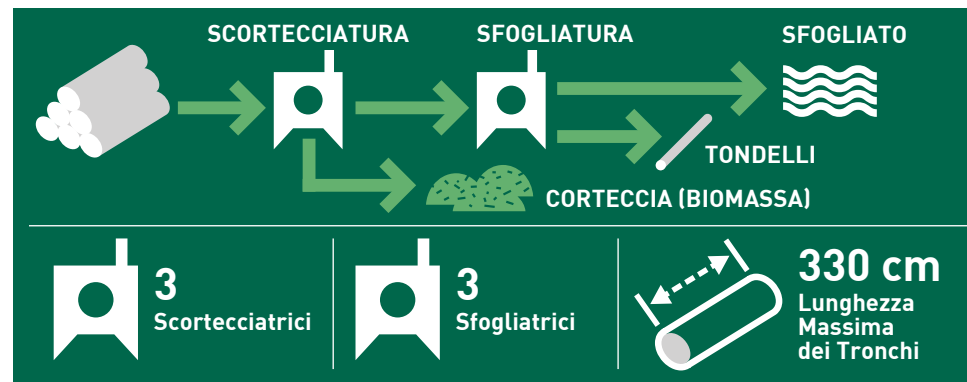 SCORTECCIATURA
SFOGLIATURA
SFOGLIATO
TONDELLI
CORTECCIA (BIOMASSA)
3
Scortecciatrici
3
Sfogliatrici
330 cm
Lunghezza
Massima
dei Tronchi